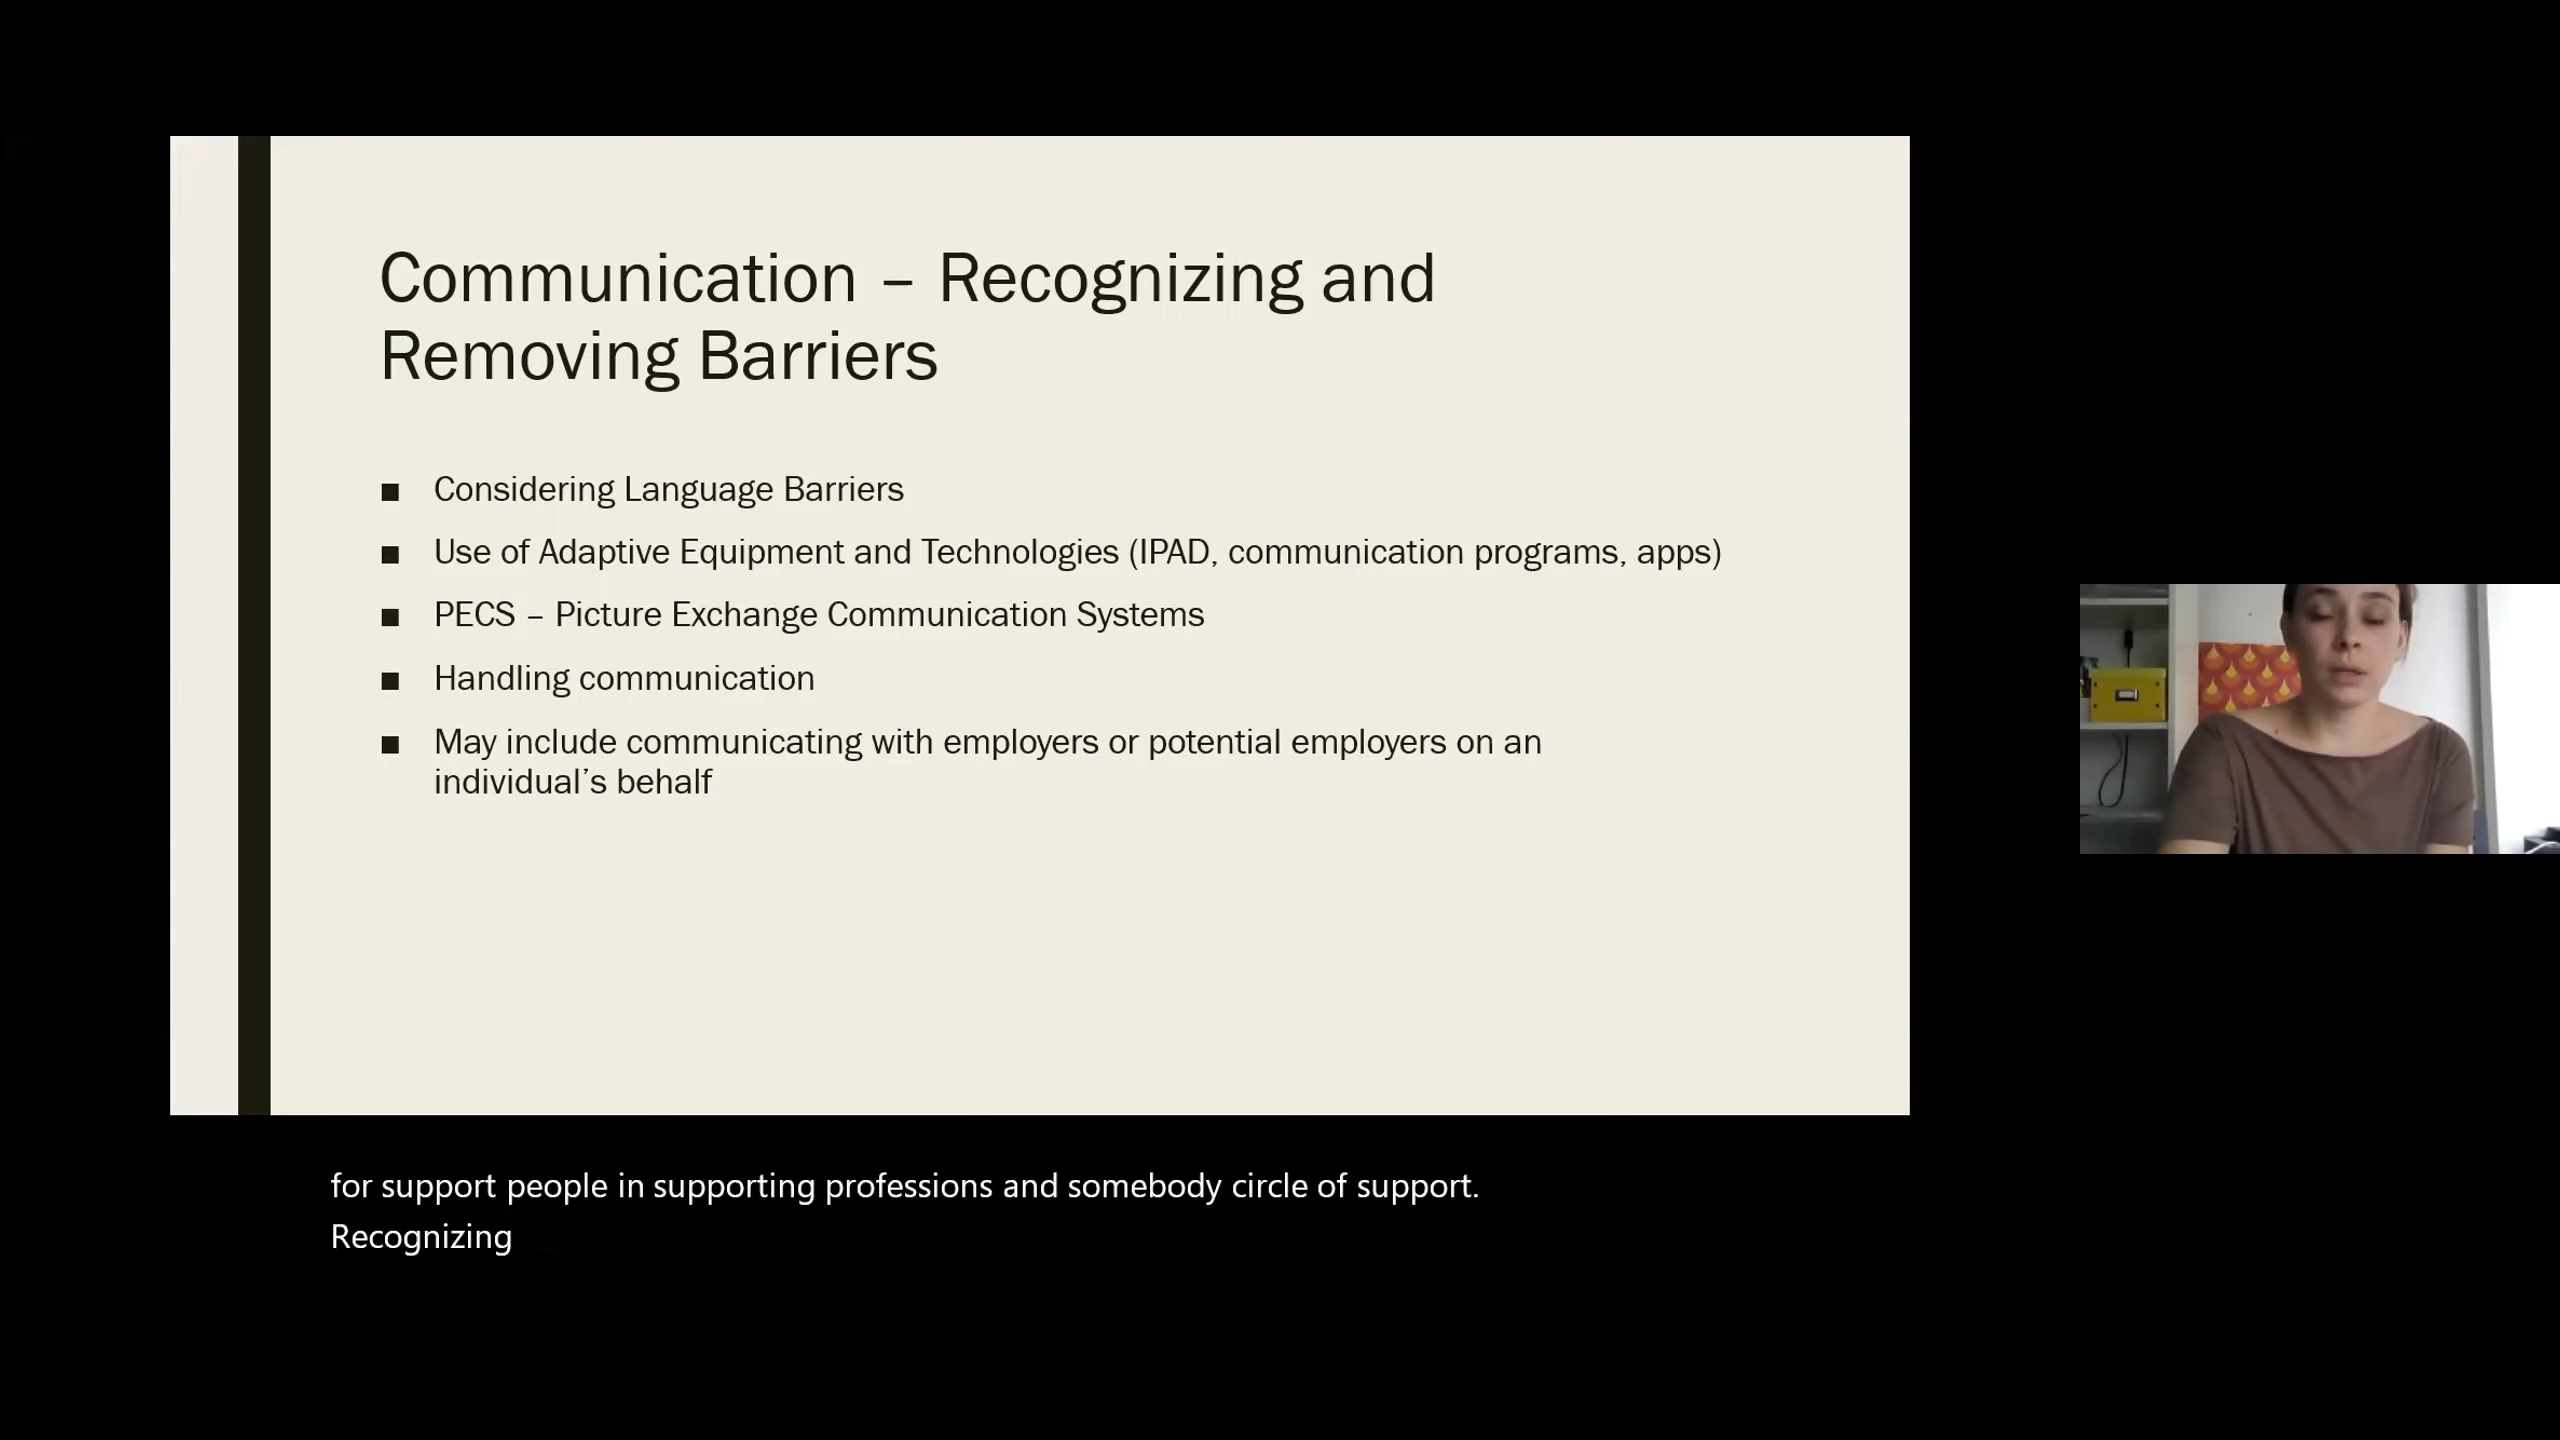 Communication – Recognizing and
Removing Barriers
■ Considering Language Barriers
■ Use of Adaptive Equipment and Technologies (IPAD, communication programs, apps)
■ PECS – Picture Exchange Communication Systems
■ Handling communication
■ May include communicating with employers or potential employers on an
individual’s behalf
for support people in supporting professions and somebody circle of support.
Recognizing